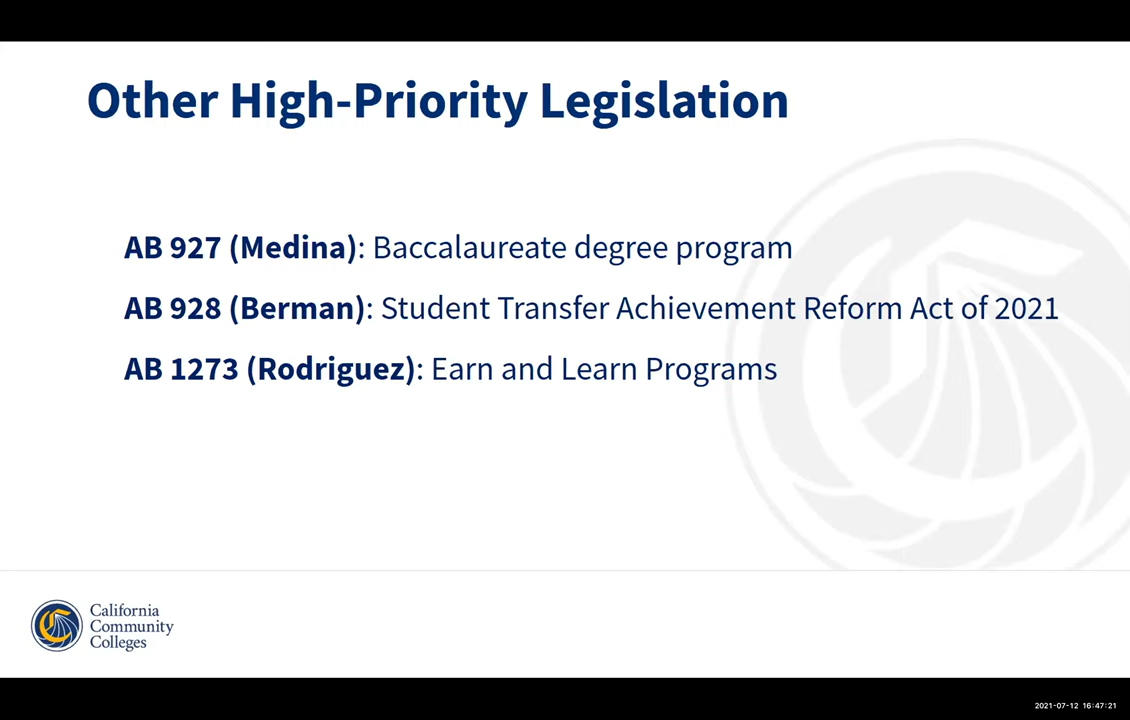 Other High-Priority Legislation
AB 927 (Medina): Baccalaureate degree program
AB 928 (Berman): Student Transfer Achievement Reform Act of 2021
AB 1273 (Rodriguez): Earn and Learn Programs
California
Community
Colleges
2021-07-12 16:47:21